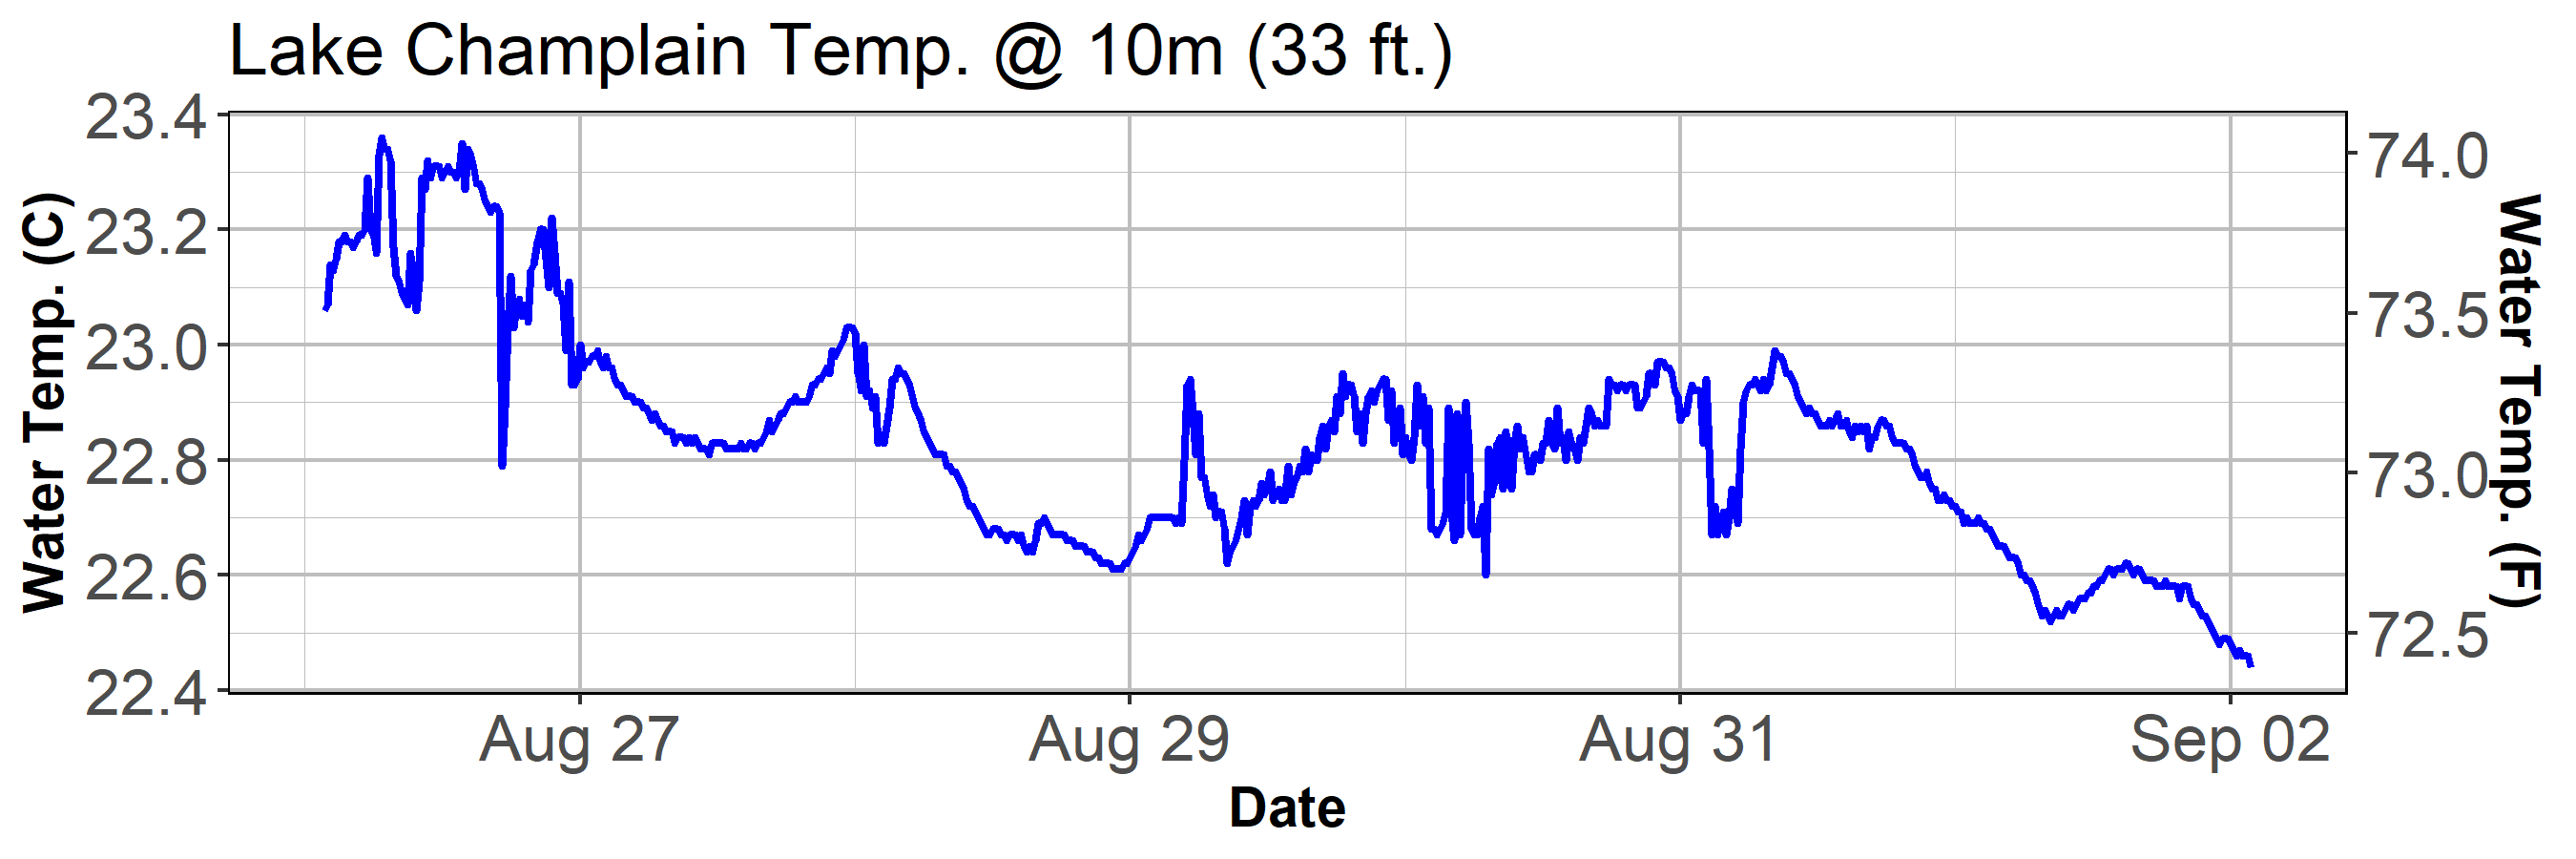 Lake Champlain Temp. @ 10m (33 ft.)
23.4
23.2
23.0
22.8
22.6
22.4
Water Temp. (C)
74.0
73.5
73.0
72.5
Water Temp. (F)
Aug 27
Aug 29
Aug 31
Sep 02
Date